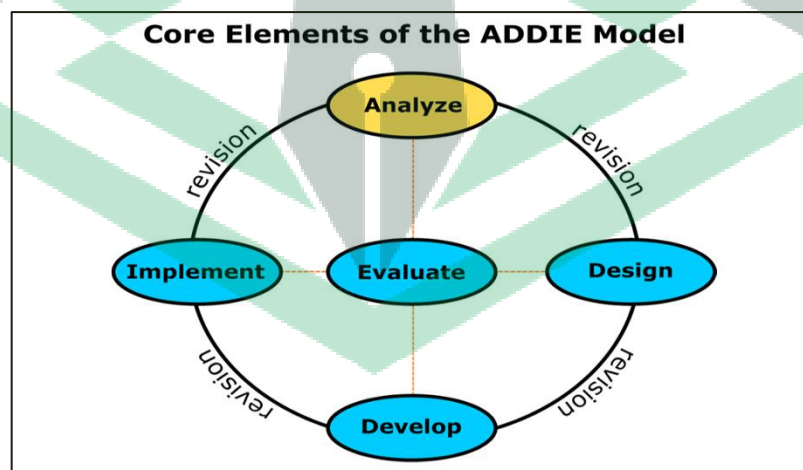 Core Elements of the ADDIE Model
Analyze
revision
revision
Implement
Evaluate
Design
revision
revision
Develop